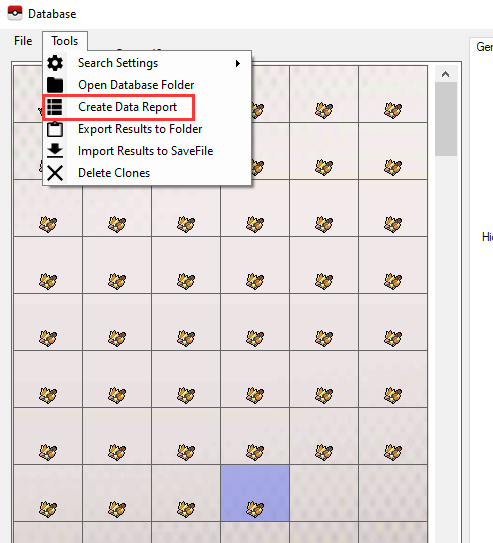 Database
File Tools
Ger
Search Settings
Open Database Folder
Create Data Report
Export Results to Folder
Import Results to SaveFile
Delete Clones
Hi